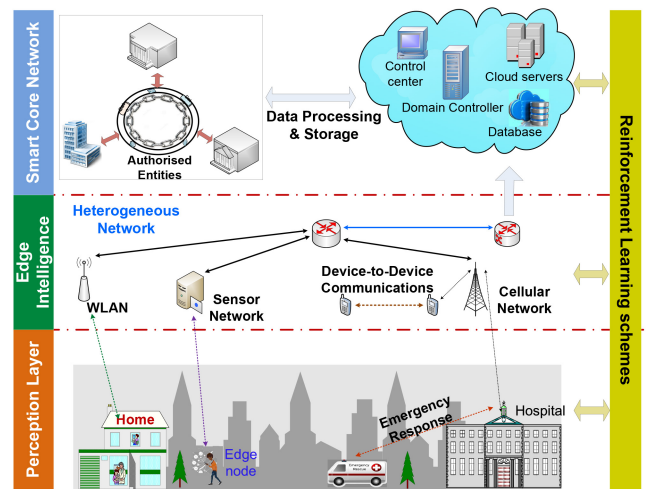 Smart Core Network
Authorised
Entities
Data Processing
& Storage
Control
center
Domain Controller
Cloud servers
Database
Edge
Intelligence
Heterogeneous
Network
WLAN
Sensor
Network
Device-to-Device
Communications
Cellular
Network
Perception Layer
Home
Edge
node
Emergency
Response
Emergency
Rescue
Hospital
Reinforcement Learning schemes